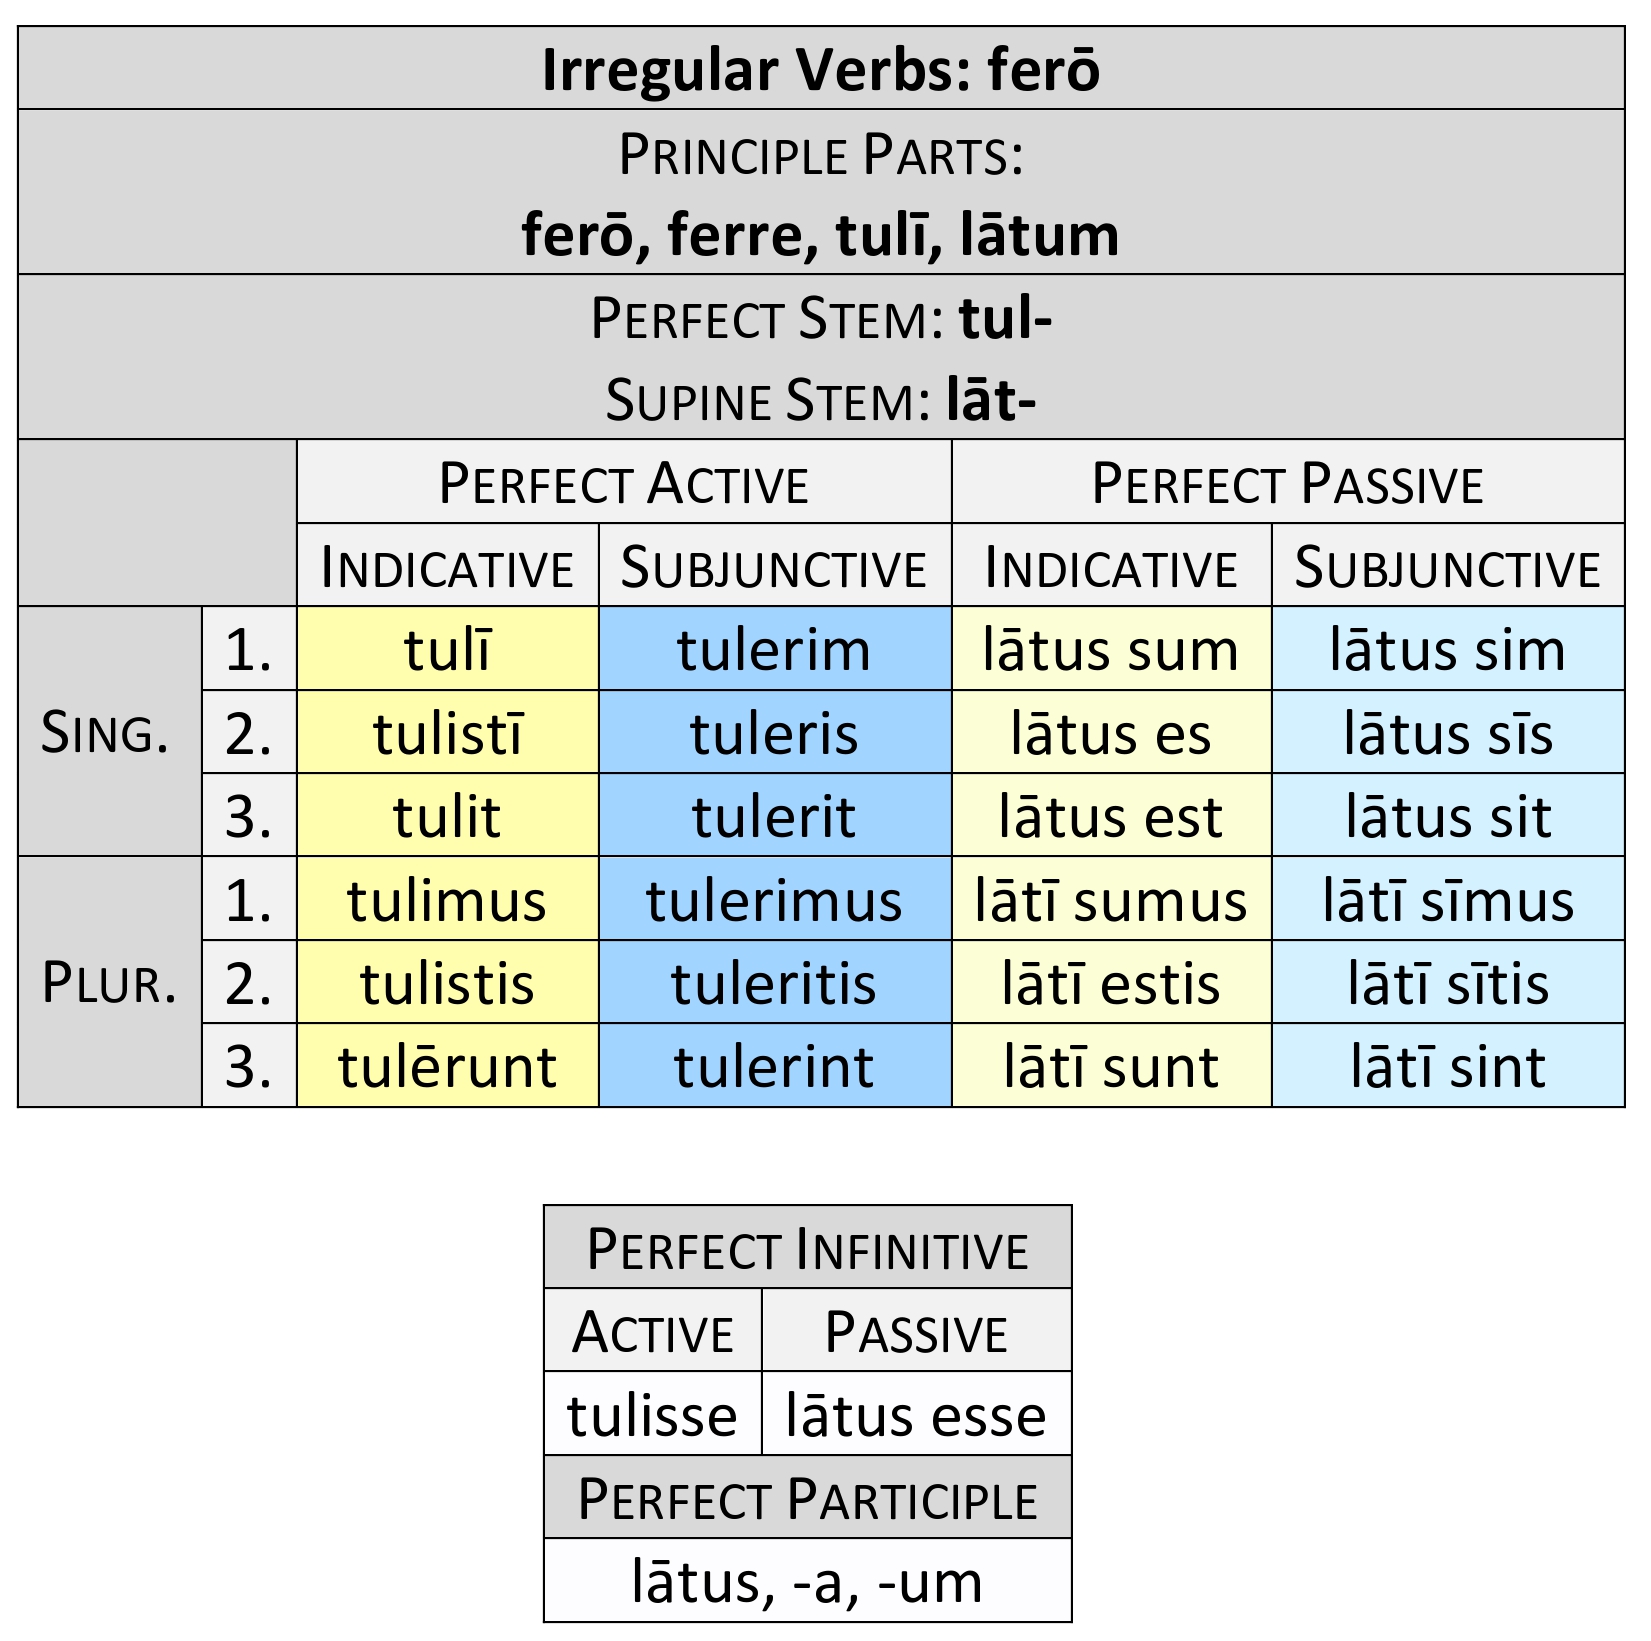 Irregular Verbs: ferō
PRINCIPLE PARTS:
ferō, ferre, tulī, lātum
PERFECT STEM: tul-
SUPINE STEM: lāt-
PERFECT ACTIVE PERFECT PASSIVE
INDICATIVE SUBJUNCTIVE INDICATIVE SUBJUNCTIVE
SING.
1. tulī tulerim lātus sum lātus sim
2. tulistī tuleris lātus es lātus sīs
3. tulit tulerit lātus est lātus sit
PLUR.
1. tulimus tulerimus lātī sumus lātī sīmus
2. tulistis tuleritis lātī estis lātī sītis
3. tulērunt tulerint lātī sunt lātī sint
PERFECT INFINITIVE
ACTIVE PASSIVE
tulisse lātus esse
PERFECT PARTICIPLE
lātus, -a, -um